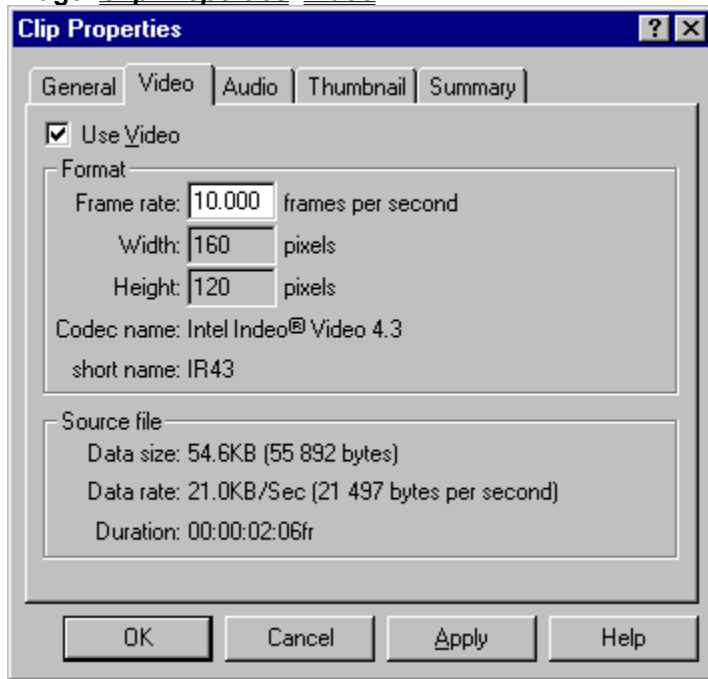 Clip Properties
General Video Audio Thumbnail Summary
Use Video
Format
Frame rate: 10.000 frames per second
Width: 160 pixels
Height: 120 pixels
Codec name: Intel Indeo® Video 4.3
short name: IR43
Source file
Data size: 54.6KB (55 892 bytes)
Data rate: 21.0KB/Sec (21 497 bytes per second)
Duration: 00:00:02:06fr
OK Cancel Apply Help